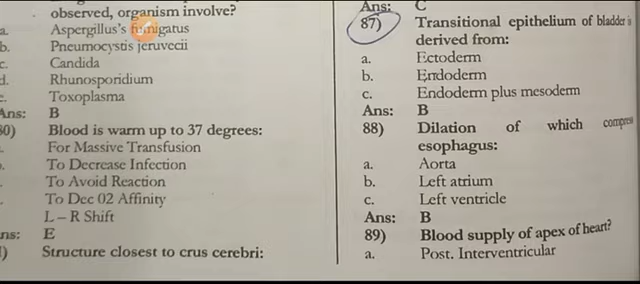 observed, organism involve?
a. Aspergillus's fumigatus
b. Pneumocystis jeruvecii
c. Candida
d. Rhunosporidium
e. Toxoplasma
Ans: B
80) Blood is warm up to 37 degrees:
For Massive Transfusion
To Decrease Infection
To Avoid Reaction
To Dec 02 Affinity
L – R Shift
ns: E
) Structure closest to crus cerebri:
Ans: C
87) Transitional epithelium of bladder is
derived from:
a. Ectoderm
b. Endoderm
c. Endoderm plus mesoderm
Ans: B
88) Dilation of which compress
esophagus:
a. Aorta
b. Left atrium
c. Left ventricle
Ans: B
89) Blood supply of apex of heart?
a. Post. Interventricular